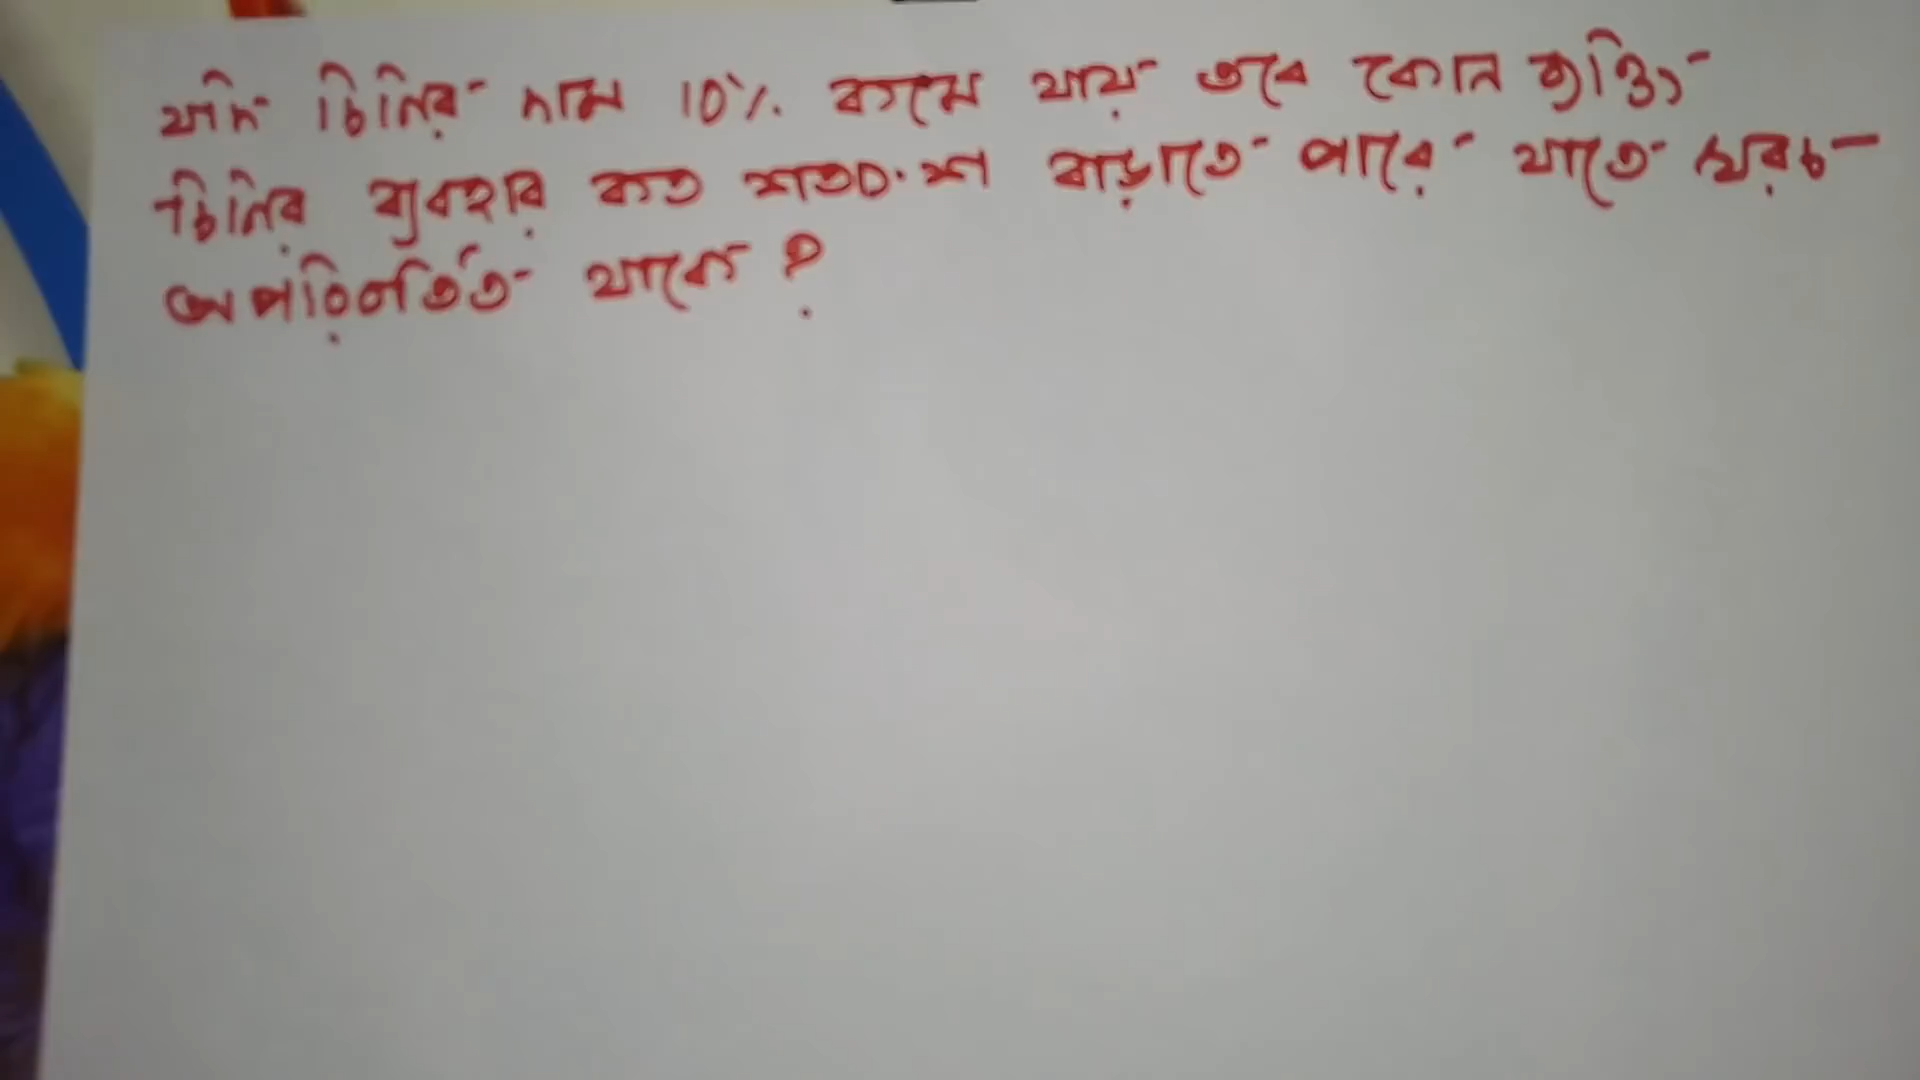 যদি চিনির দাম 10% কমে যায় তবে কোন ব্যক্তি
চিনির ব্যবহার কত শতাংশ বাড়াতে পারে যাতে খরচ
অপরিবর্তিত থাকে ?